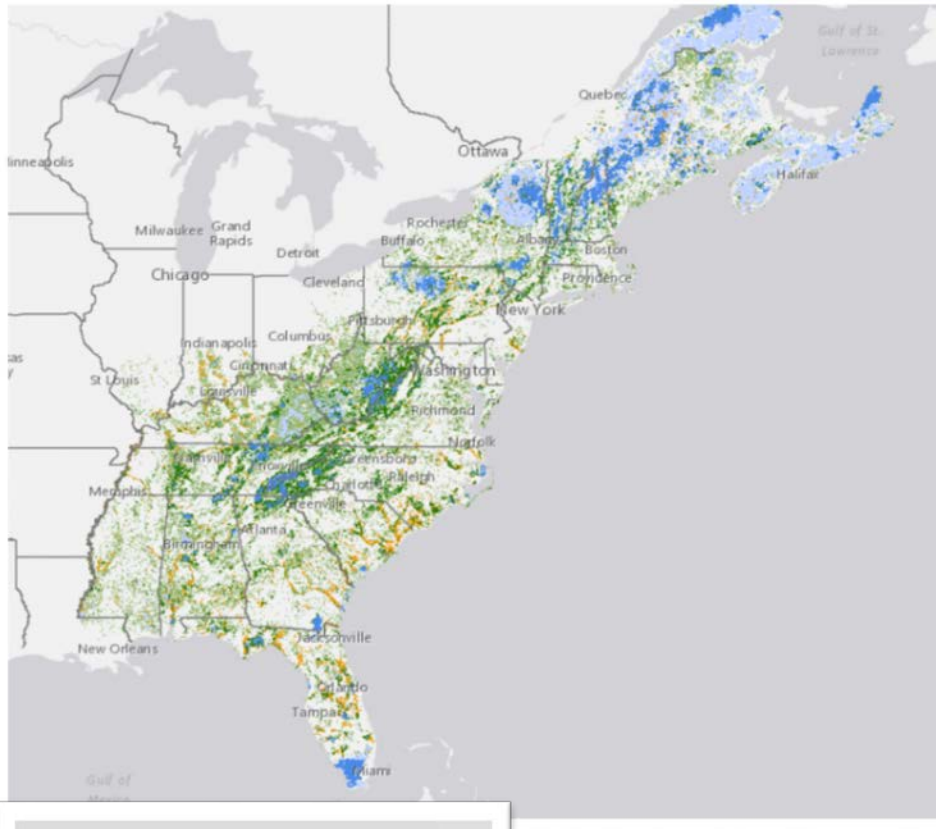 Gulf of St.
Lawrence
Quebec
Ottawa
inneapolis
Halifax
Rochester
Milwaukee
Grand
Rapids
Buffalo
Albany
Boston
Detroit
Chicago
Cleveland
Providence
New York
Pittsburgh
Columbus
Indianapolis
Cincinnati
Washington
St Louis
Louisville
Richmond
Norfolk
Nashville
Knoxville
Greensboro
Raleigh
Memphis
Charlotte
Greenville
Atlanta
Birmingham
Jacksonville
New Orleans
Orlando
Tampa
Miami
Gulf of
Mexico